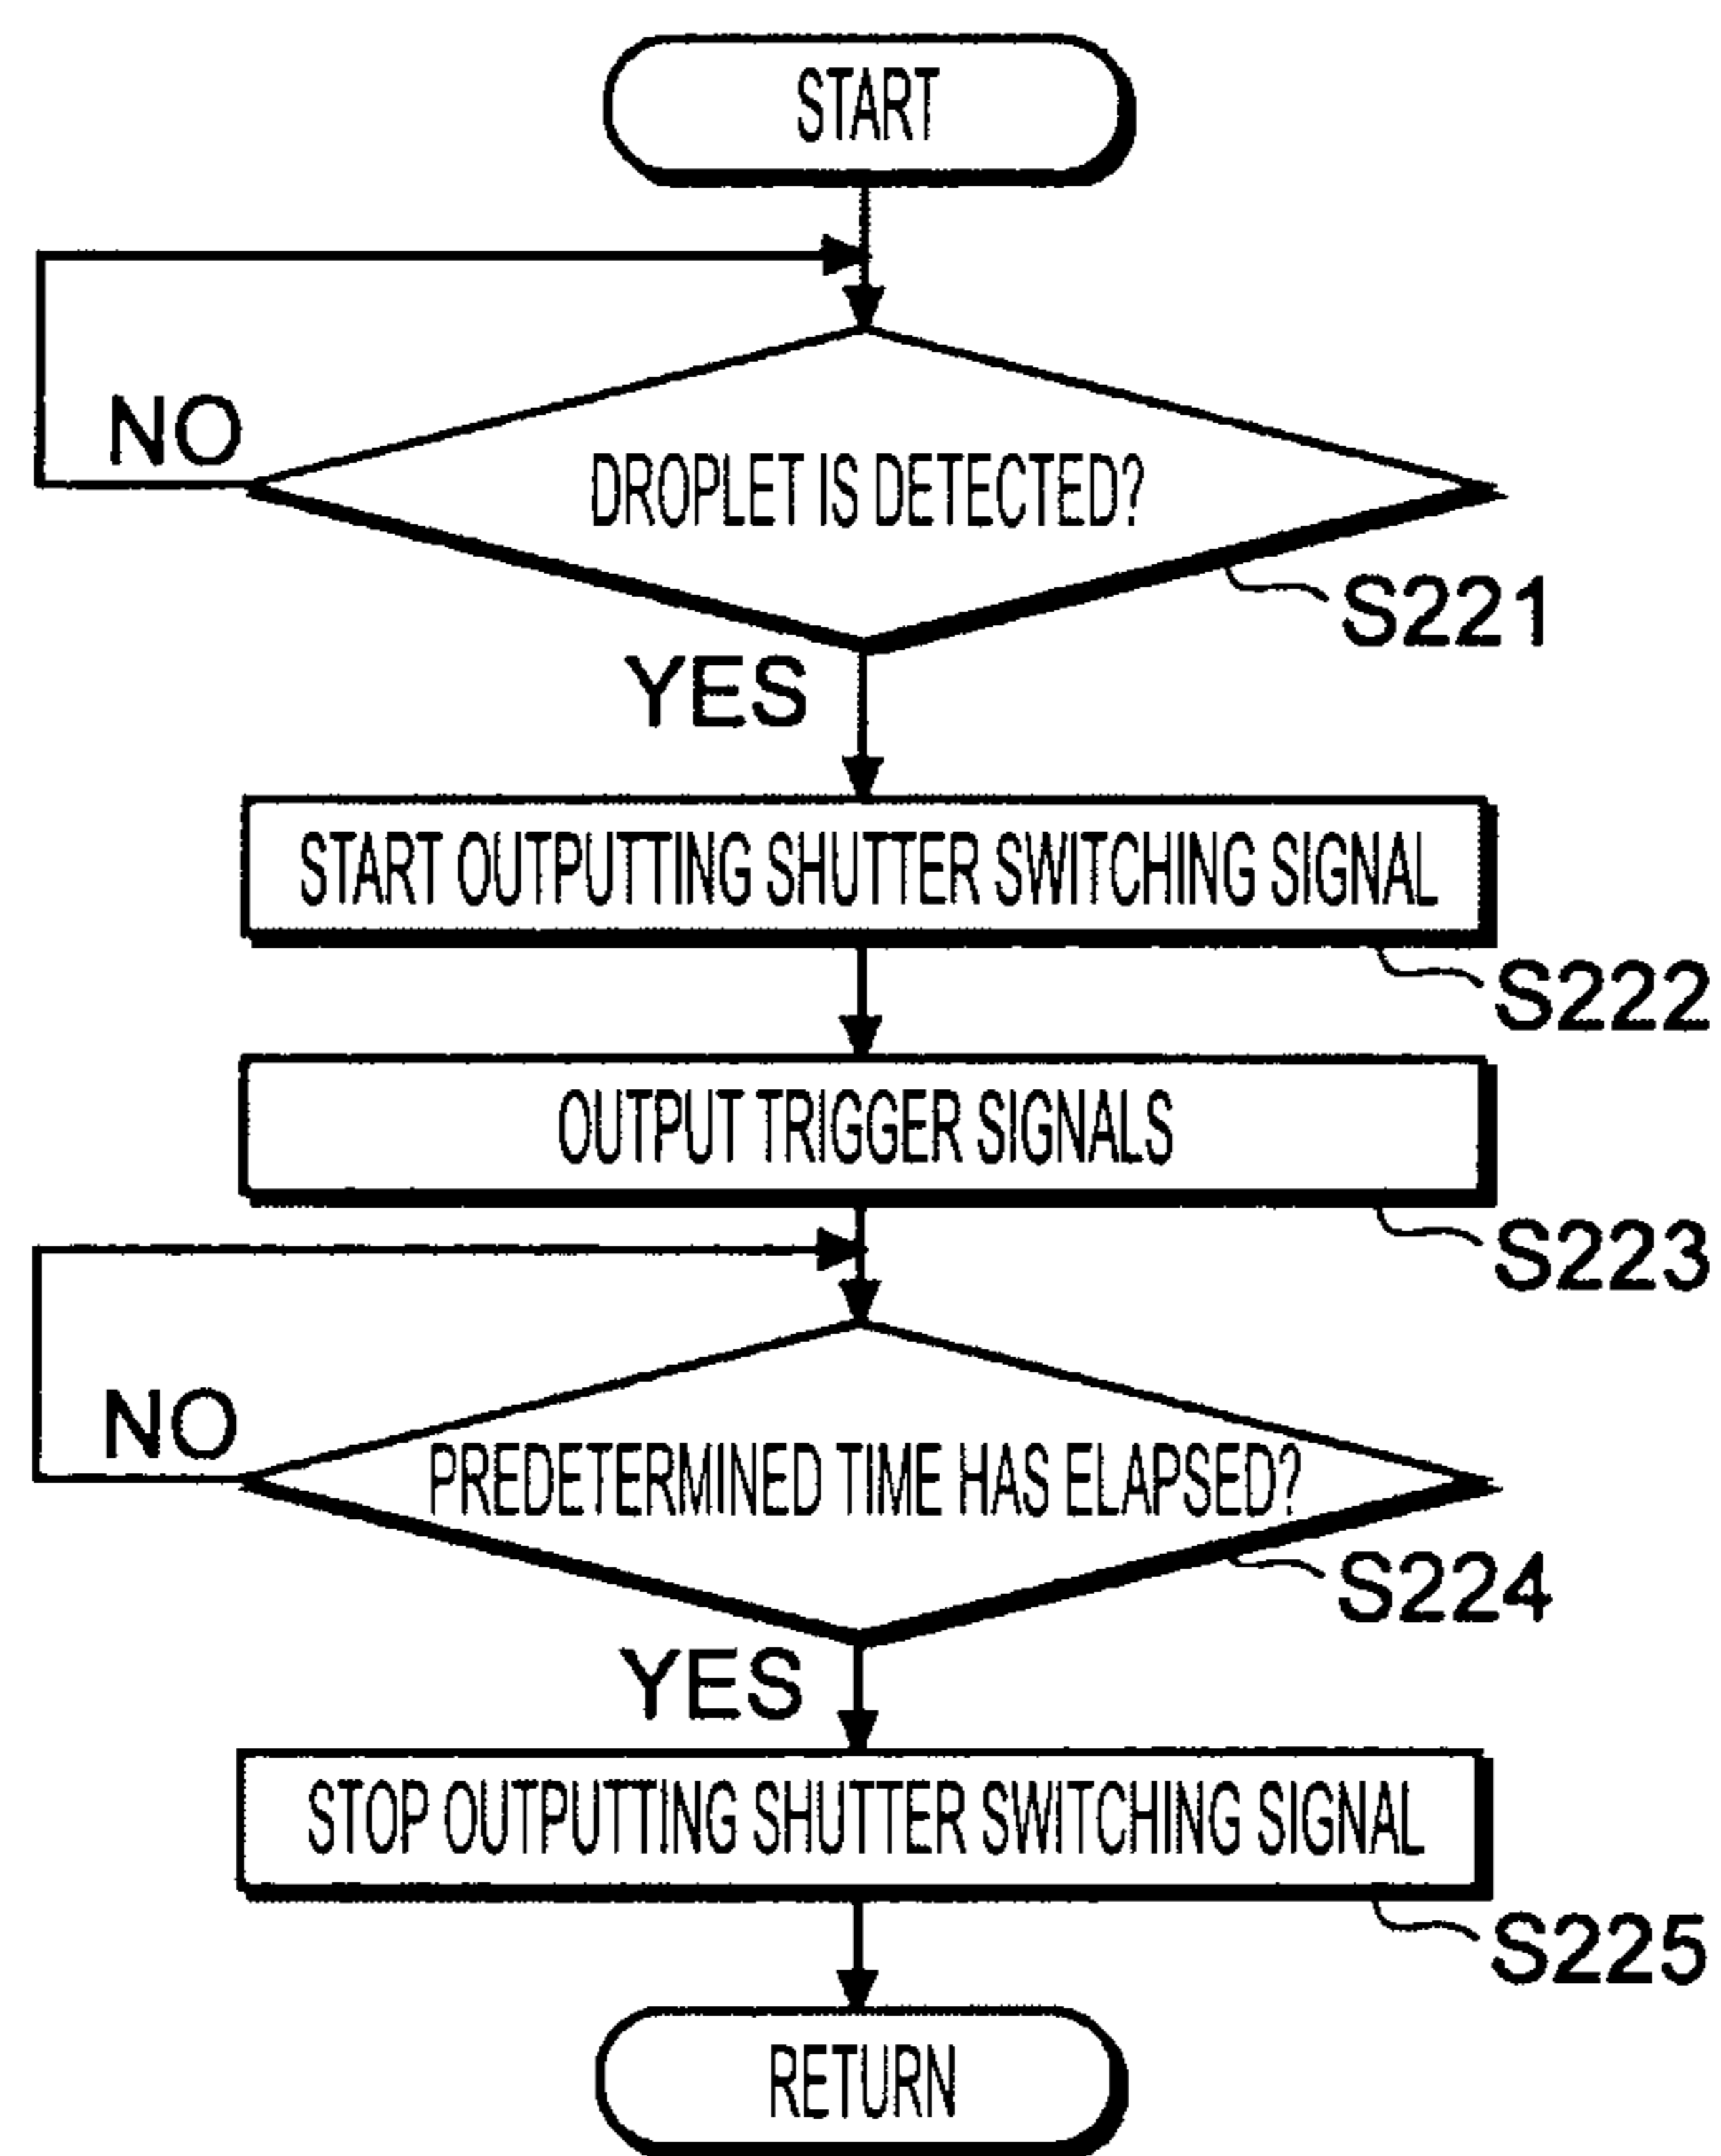 START
NO
DROPLET IS DETECTED?
S221
YES
START OUTPUTTING SHUTTER SWITCHING SIGNAL
S222
OUTPUT TRIGGER SIGNALS
S223
NO
PREDETERMINED TIME HAS ELAPSED?
S224
YES
STOP OUTPUTTING SHUTTER SWITCHING SIGNAL
S225
RETURN